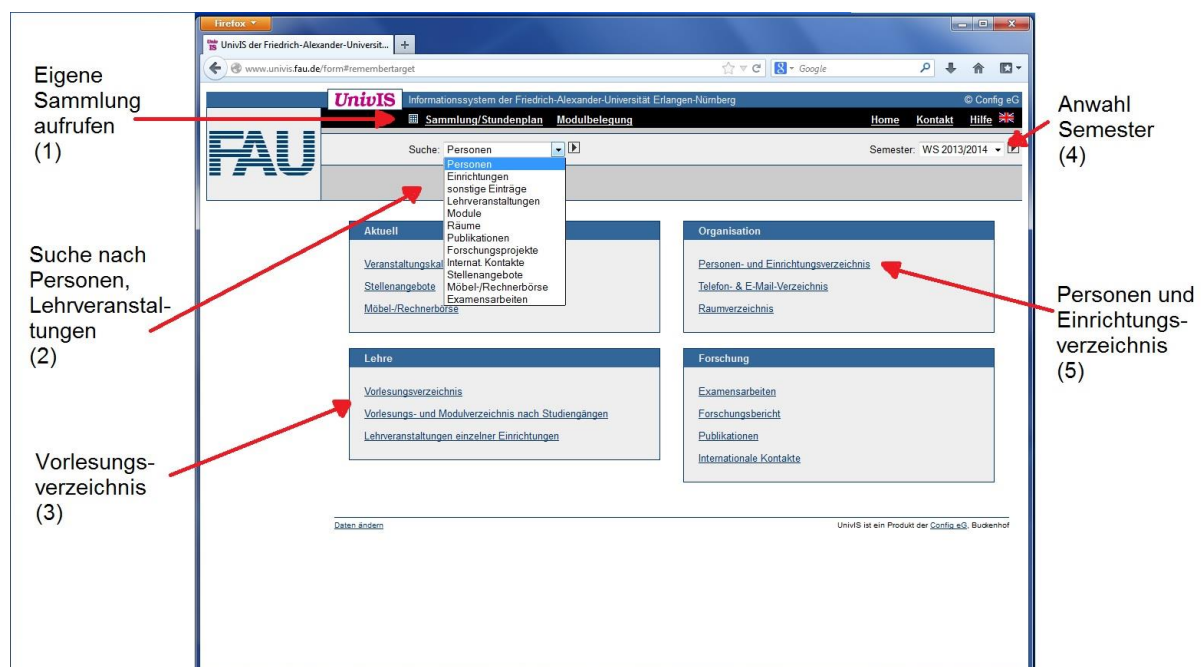 Firefox
UnivIS der Friedrich-Alexander-Universit...
www.univis.fau.de/form#remembertarget
Google
UnivIS
Informationssystem der Friedrich-Alexander-Universität Erlangen-Nürnberg
© Config eG
Sammlung/Stundenplan Modulbelegung
Home Kontakt Hilfe
FAU
Suche: Personen
Semester: WS 2013/2014
Personen
Einrichtungen
sonstige Einträge
Lehrveranstaltungen
Module
Räume
Publikationen
Forschungsprojekte
Internat. Kontakte
Stellenangebote
Möbel-/Rechnerbörse
Examensarbeiten
Aktuell
Veranstaltungskal
Stellenangebote
Möbel-/Rechnerbörse
Organisation
Personen- und Einrichtungsverzeichnis
Telefon- & E-Mail-Verzeichnis
Raumverzeichnis
Lehre
Vorlesungsverzeichnis
Vorlesungs- und Modulverzeichnis nach Studiengängen
Lehrveranstaltungen einzelner Einrichtungen
Forschung
Examensarbeiten
Forschungsbericht
Publikationen
Internationale Kontakte
Daten ändern
UnivIS ist ein Produkt der Config eG, Buckenhof
Eigene
Sammlung
aufrufen
(1)
Suche nach
Personen,
Lehrveranstal-
tungen
(2)
Vorlesungs-
verzeichnis
(3)
Anwahl
Semester
(4)
Personen und
Einrichtungs-
verzeichnis
(5)